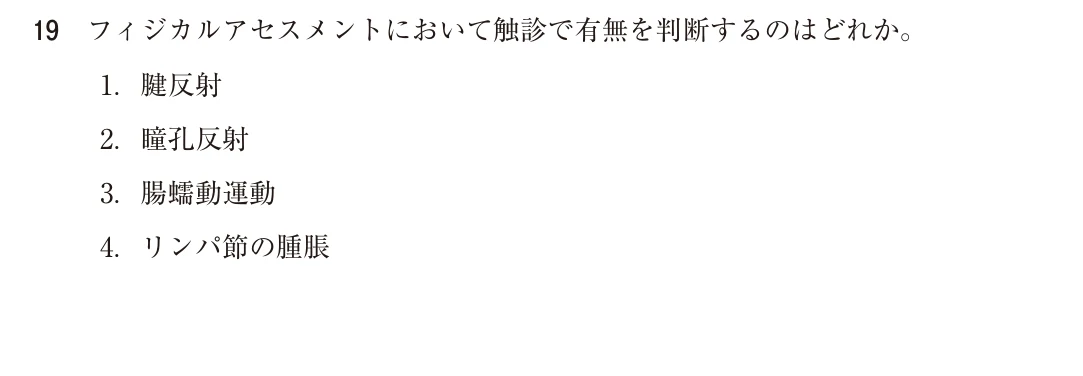 19 フィジカルアセスメントにおいて触診で有無を判断するのはどれか。
1. 腱反射
2. 瞳孔反射
3. 腸蠕動運動
4. リンパ節の腫脹